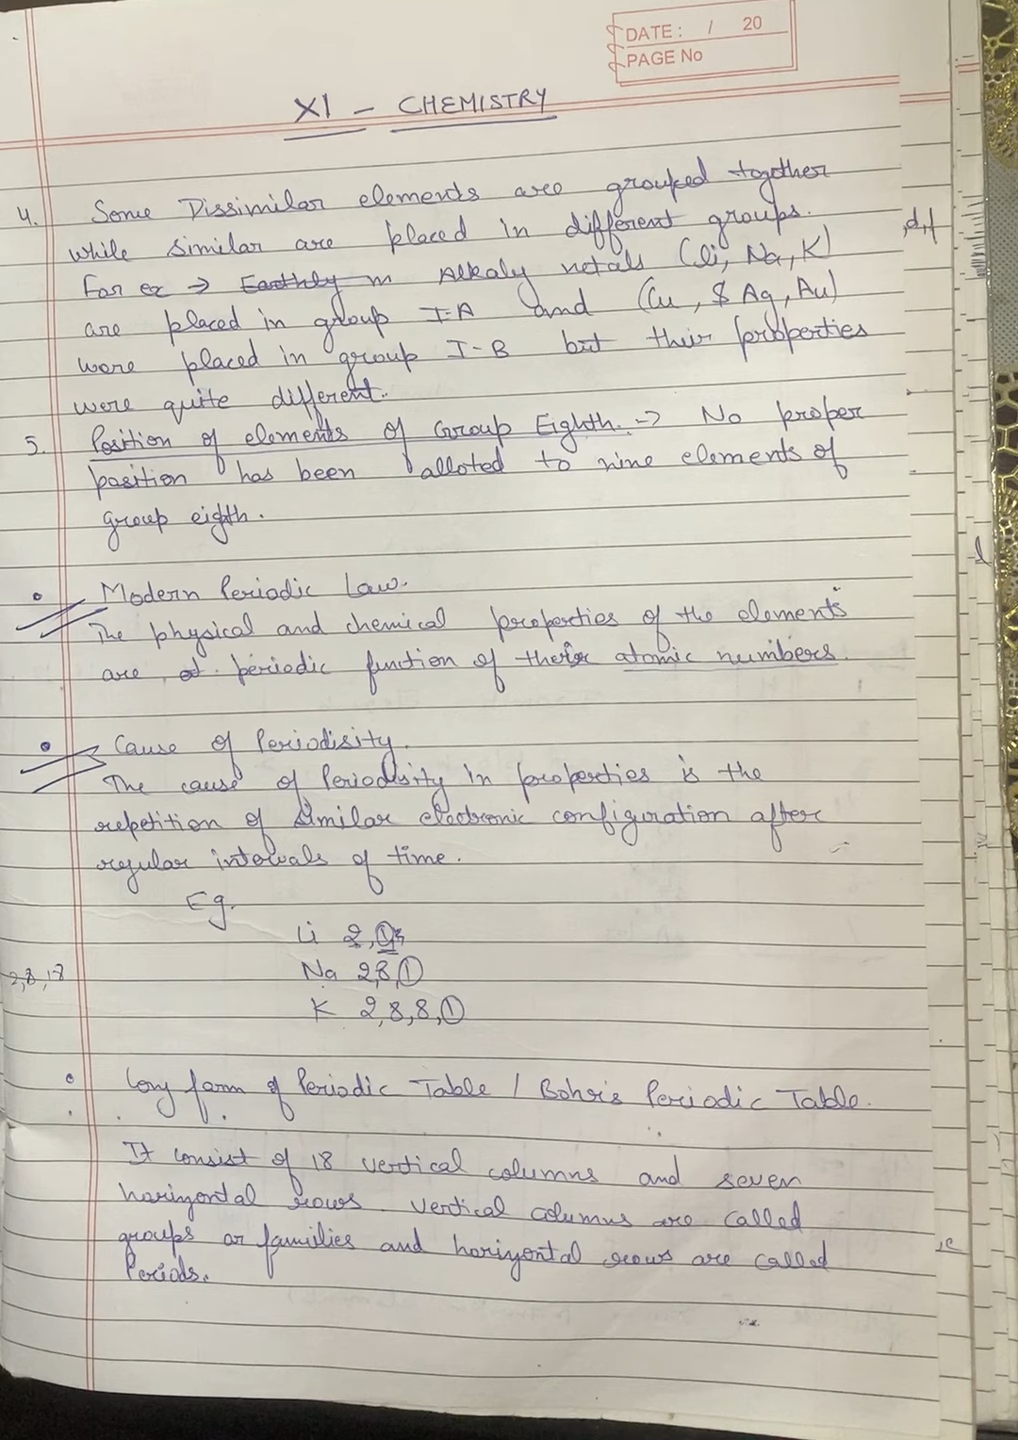 DATE: / 20
PAGE No
XI - CHEMISTRY
4. Some Dissimilar elements are grouped together
while similar are placed in different groups.
For ex → Earthly m Alkaly netals (Li, Na, K)
are placed in group I-A and (Cu, $ Ag, Au)
were placed in group I-B but their properties
were quite different.
5. Position of elements of Group Eighth. → No proper
position has been alloted to nine elements of
group eighth.
• Modern Periodic Law.
The physical and chemical properties of the elements
are periodic function of their atomic numbers.
• Cause of Periodisity.
The cause of Periodisity in properties is the
repetition of similar electronic configuration after
regular intervals of time.
Eg.
Li 2,1
Na 2,8,1
2,8,18
K 2,8,8,1
• Long form of Periodic Table / Bohr's Periodic Table.
It consist of 18 vertical columns and seven
horizontal rows. Vertical columns are called
groups or families and horizontal rows are called
Periods.